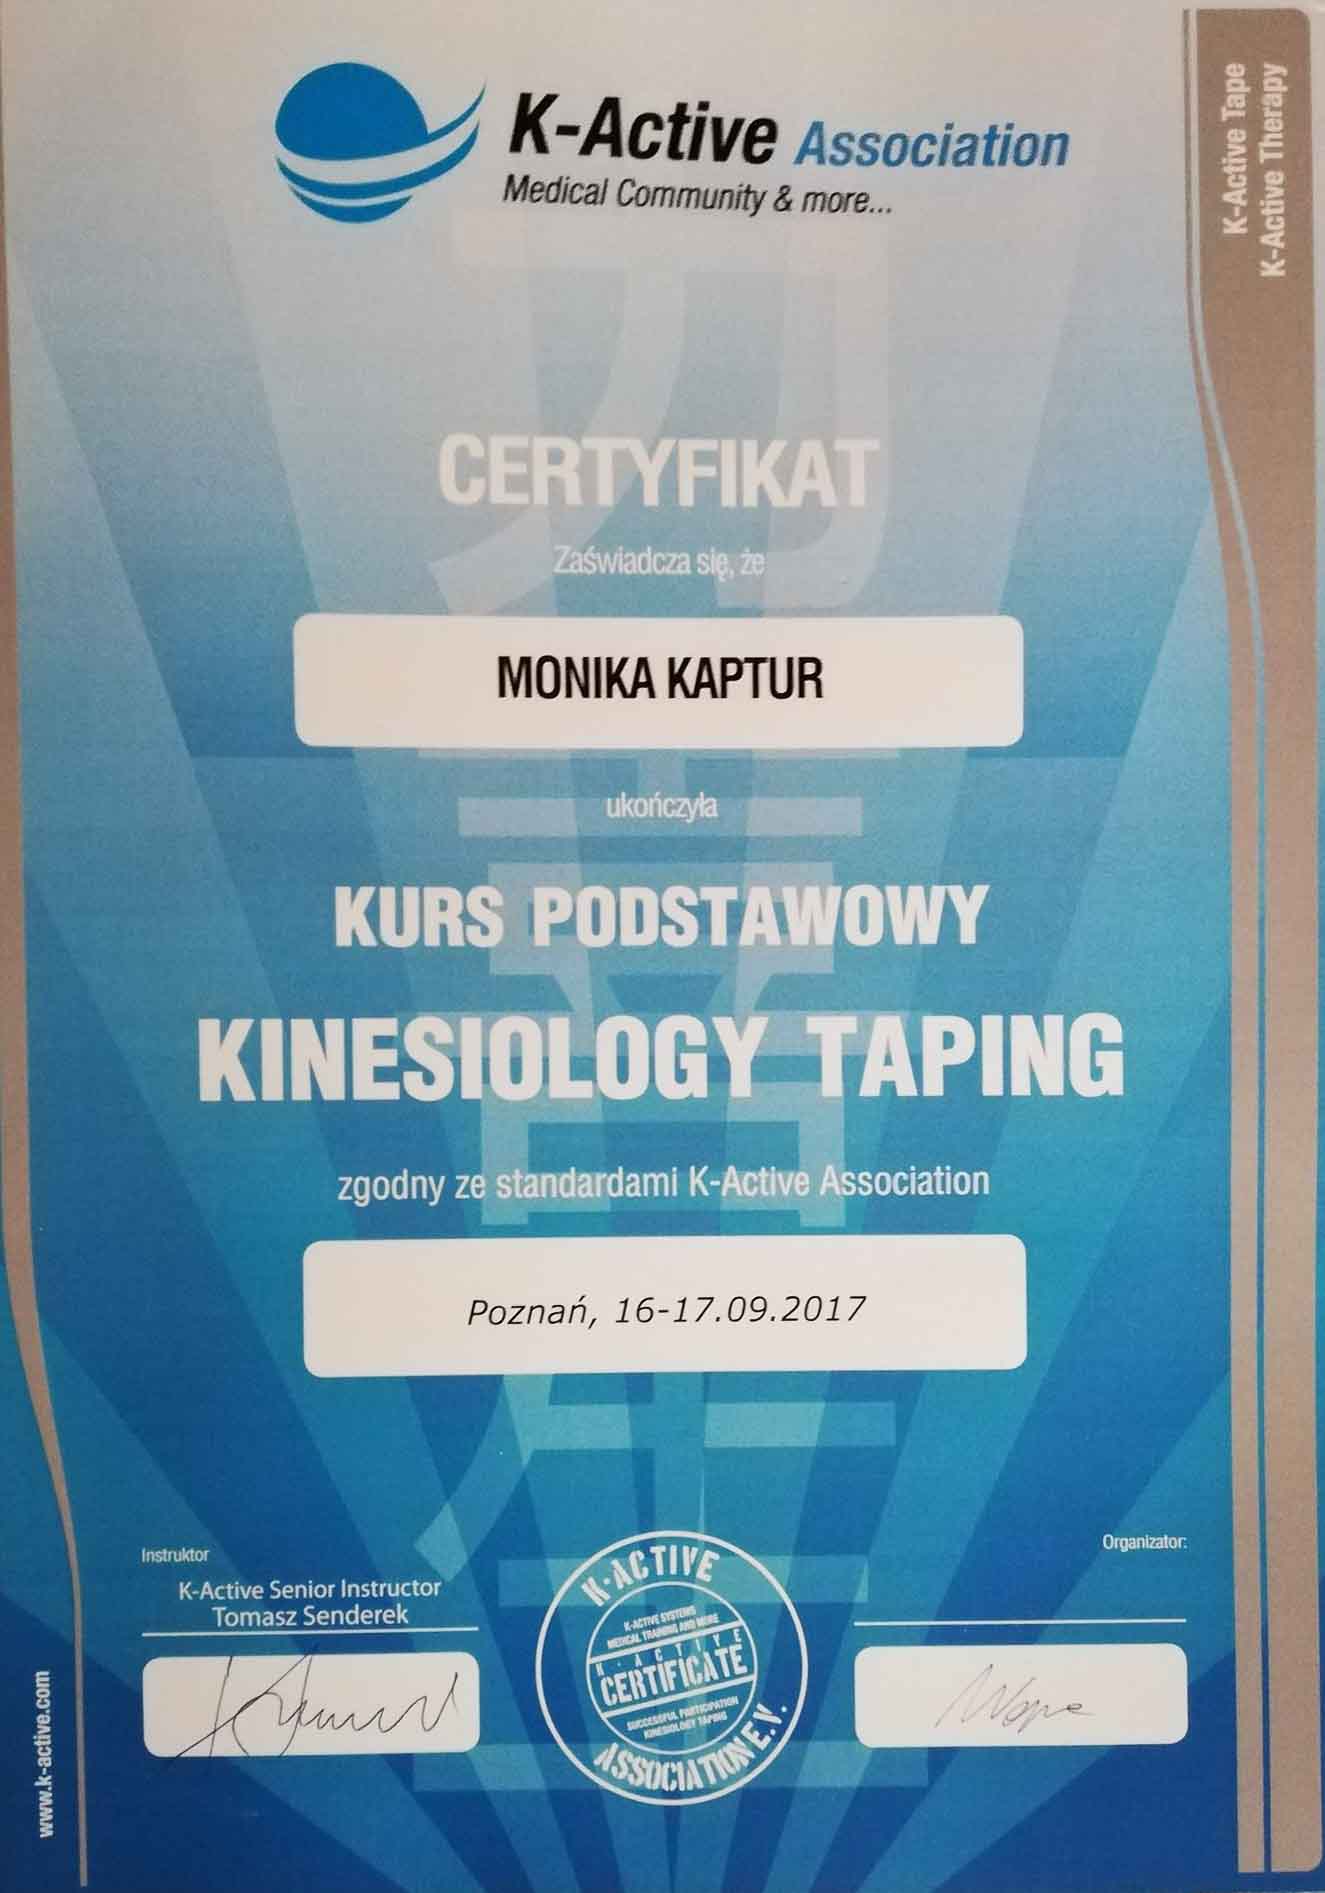 K-Active Association
Medical Community & more...
K-Active Tape
K-Active Therapy
CERTYFIKAT
Zaświadcza się, że
MONIKA KAPTUR
ukończyła
KURS PODSTAWOWY
KINESIOLOGY TAPING
zgodny ze standardami K-Active Association
Poznań, 16-17.09.2017
Instruktor
K-Active Senior Instructor
Tomasz Senderek
Organizator:
K-ACTIVE
K-ACTIVE SYSTEMS
MEDICAL TRAINING AND MORE
K-ACTIVE
CERTIFICATE
SUCCESSFUL PARTICIPATION
KINESIOLOGY TAPING
ASSOCIATION E.V.
www.k-active.com